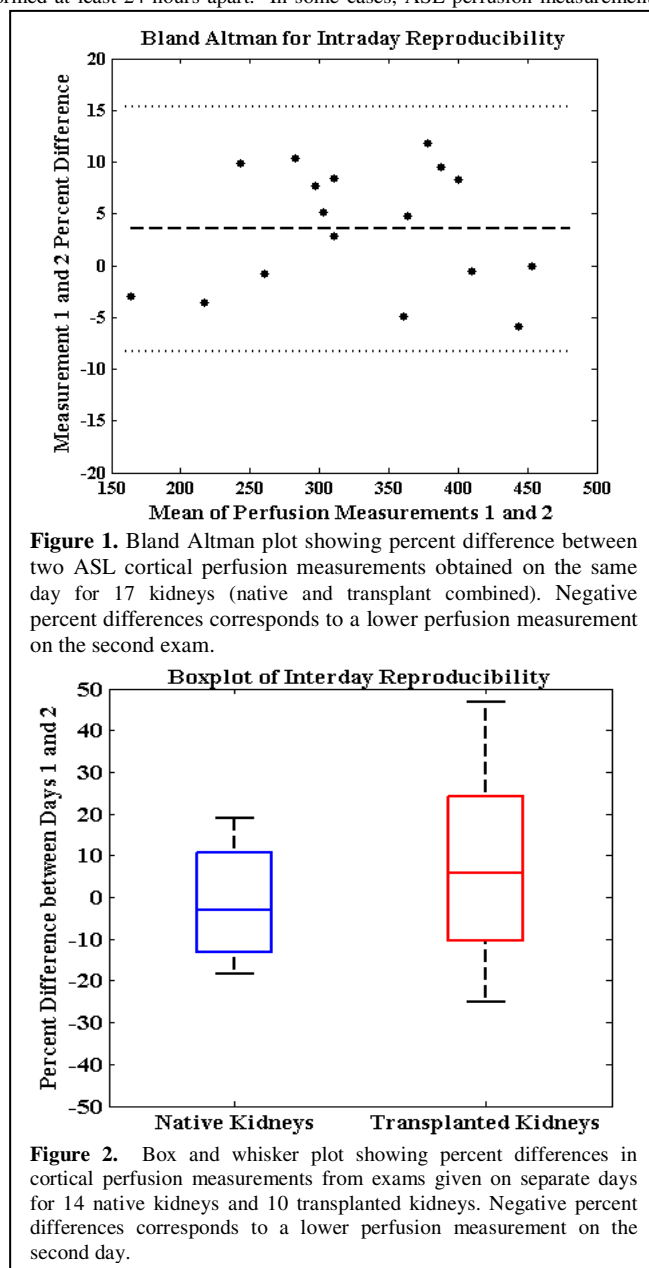 ormed at least 24 hours apart. In some cases, ASL perfusion measurement
Bland Altman for Intraday Reproducibility
Measurement 1 and 2 Percent Difference
20
15
10
5
0
-5
-10
-15
-20
150 200 250 300 350 400 450 500
Mean of Perfusion Measurements 1 and 2
Figure 1. Bland Altman plot showing percent difference between
two ASL cortical perfusion measurements obtained on the same
day for 17 kidneys (native and transplant combined). Negative
percent differences corresponds to a lower perfusion measurement
on the second exam.
Boxplot of Interday Reproducibility
Percent Difference between Days 1 and 2
50
40
30
20
10
0
-10
-20
-30
-40
-50
Native Kidneys Transplanted Kidneys
Figure 2. Box and whisker plot showing percent differences in
cortical perfusion measurements from exams given on separate days
for 14 native kidneys and 10 transplanted kidneys. Negative percent
differences corresponds to a lower perfusion measurement on the
second day.